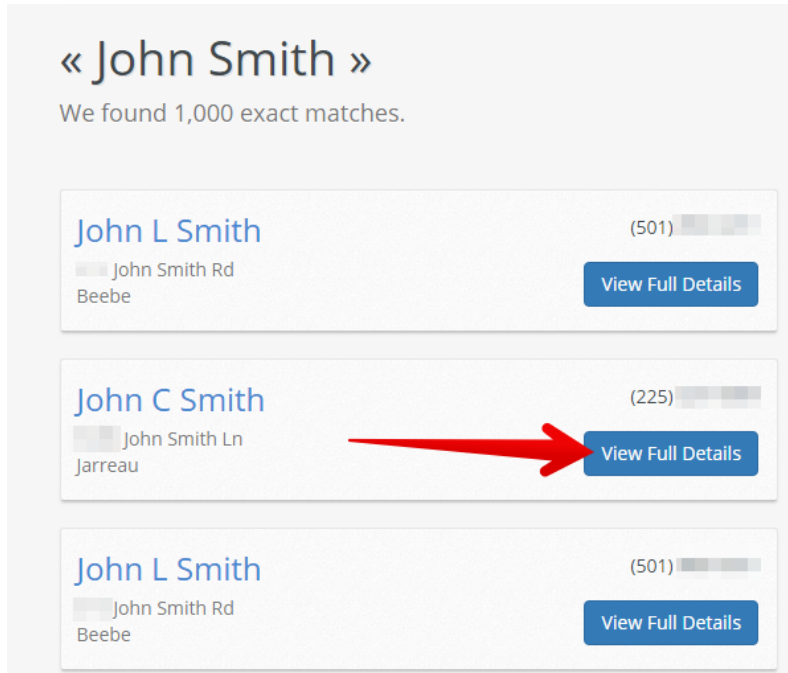 « John Smith »
We found 1,000 exact matches.
John L Smith
(501)
John Smith Rd
Beebe
View Full Details
John C Smith
(225)
John Smith Ln
Jarreau
View Full Details
John L Smith
(501)
John Smith Rd
Beebe
View Full Details